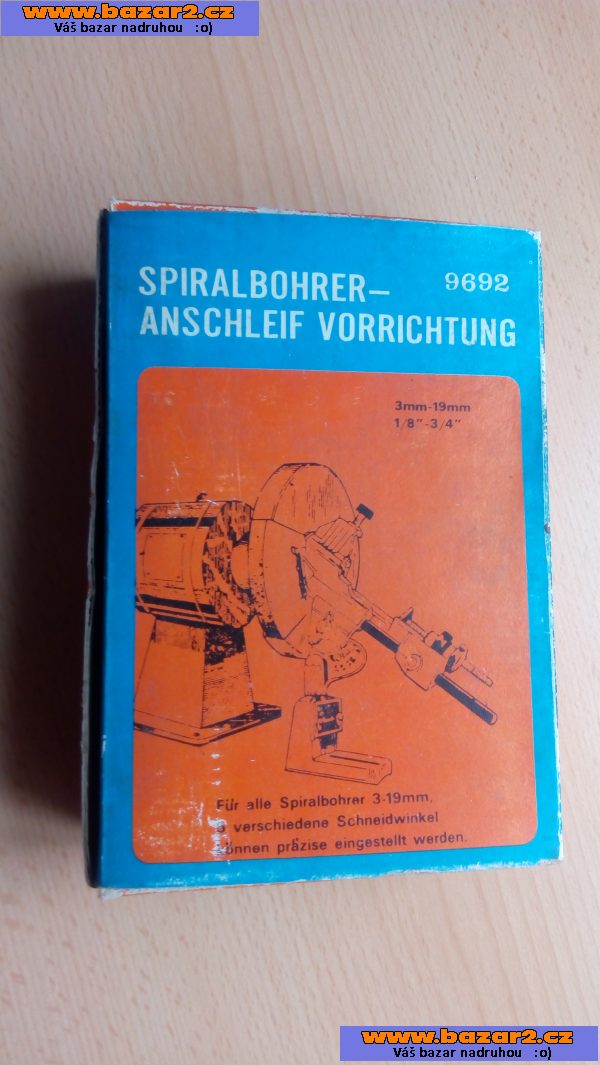 www.bazar2.cz
Váš bazar nadruhou :o)
SPIRALBOHRER– 9692
ANSCHLEIF VORRICHTUNG
3mm-19mm
1/8"-3/4"
Für alle Spiralbohrer 3-19mm,
verschiedene Schneidwinkel
können präzise eingestellt werden.
www.bazar2.cz
Váš bazar nadruhou :o)